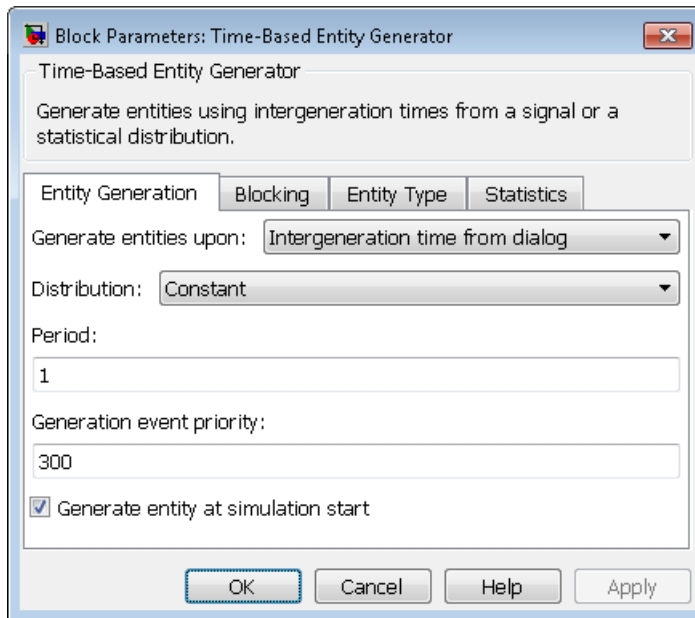 Block Parameters: Time-Based Entity Generator
Time-Based Entity Generator
Generate entities using intergeneration times from a signal or a
statistical distribution.
Entity Generation Blocking Entity Type Statistics
Generate entities upon: Intergeneration time from dialog
Distribution: Constant
Period:
1
Generation event priority:
300
Generate entity at simulation start
OK Cancel Help Apply